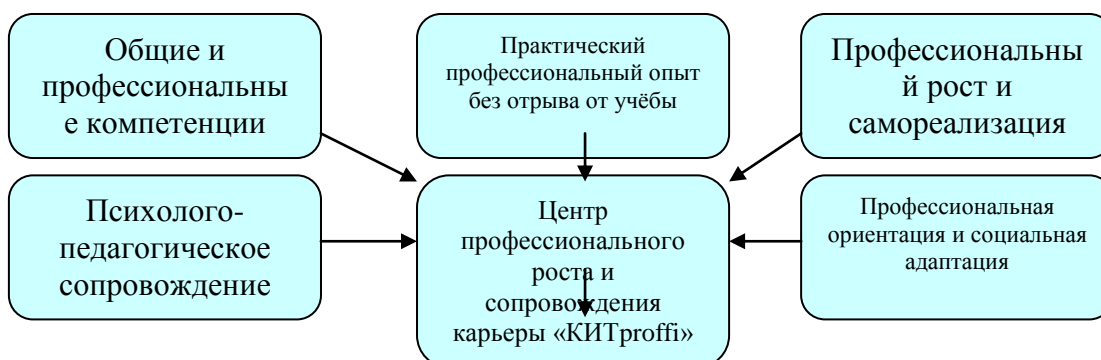 Общие и
профессиональны
е компетенции
Практический
профессиональный опыт
без отрыва от учёбы
Профессиональны
й рост и
самореализация
Психолого-
педагогическое
сопровождение
Центр
профессионального
роста и
сопровождения
карьеры «КИТproffi»
Профессиональная
ориентация и социальная
адаптация